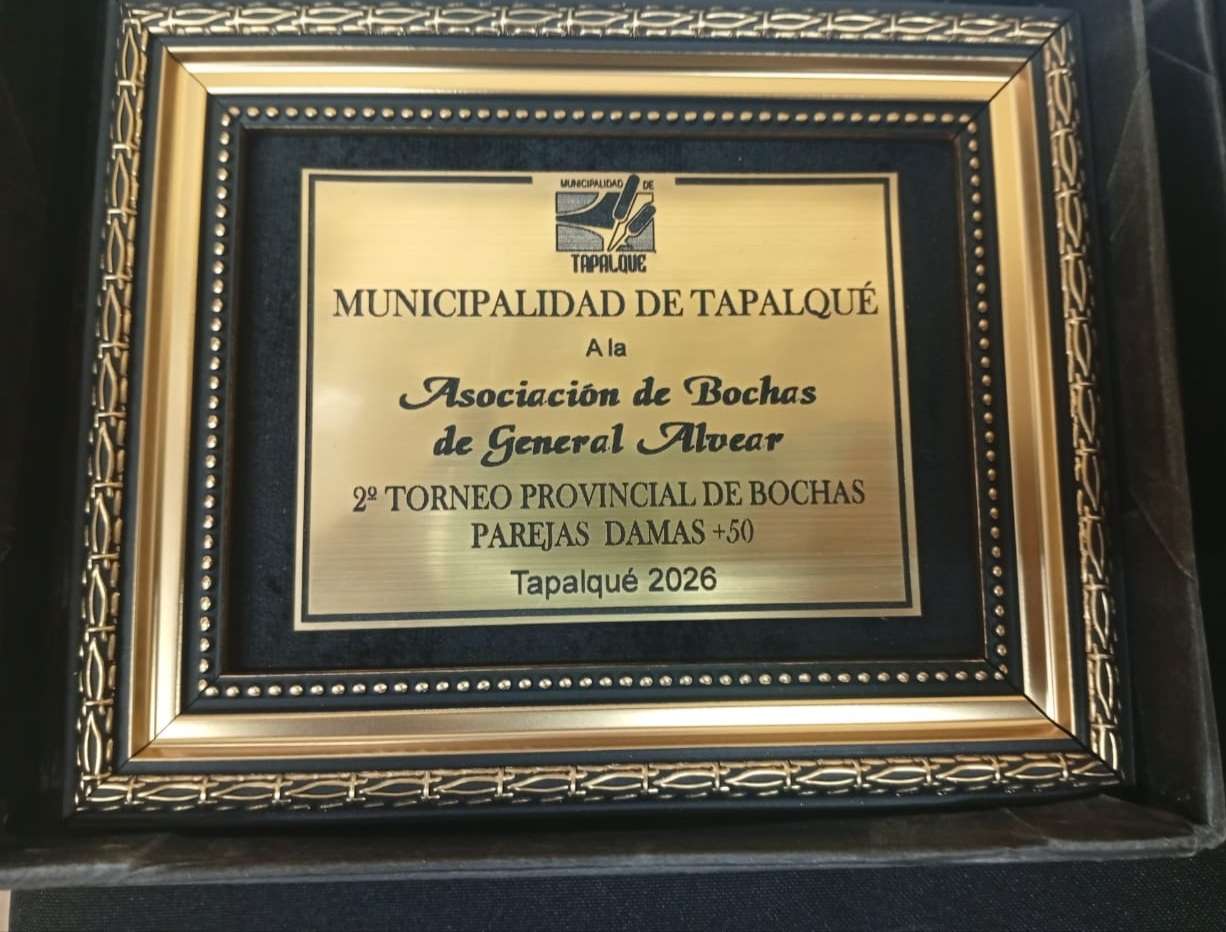 MUNICIPALIDAD DE
TAPALQUE
MUNICIPALIDAD DE TAPALQUÉ
A la
Asociación de Bochas
de General Alvear
2º TORNEO PROVINCIAL DE BOCHAS
PAREJAS DAMAS +50
Tapalqué 2026